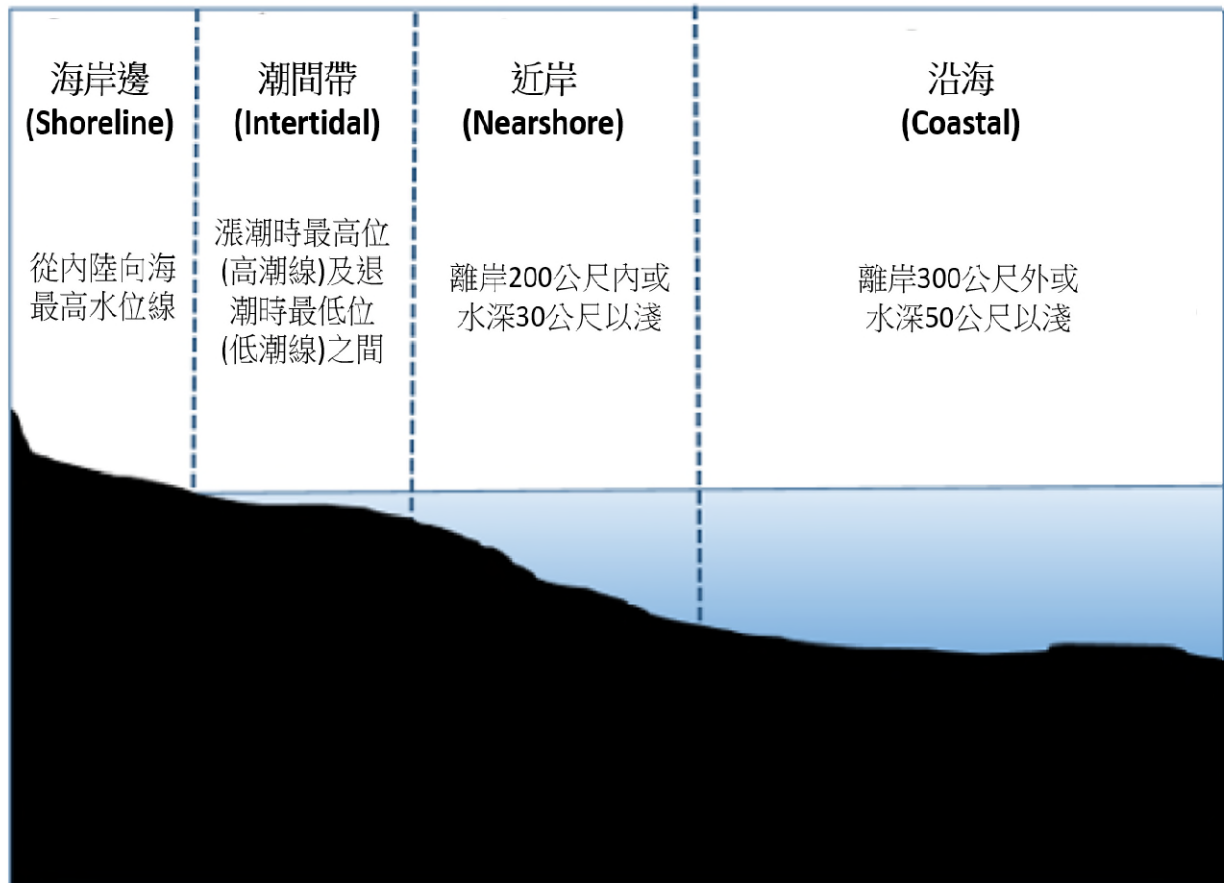 海岸邊
(Shoreline)
從內陸向海
最高水位線
潮間帶
(Intertidal)
漲潮時最高位
(高潮線)及退
潮時最低位
(低潮線)之間
近岸
(Nearshore)
離岸200公尺內或
水深30公尺以淺
沿海
(Coastal)
離岸300公尺外或
水深50公尺以淺